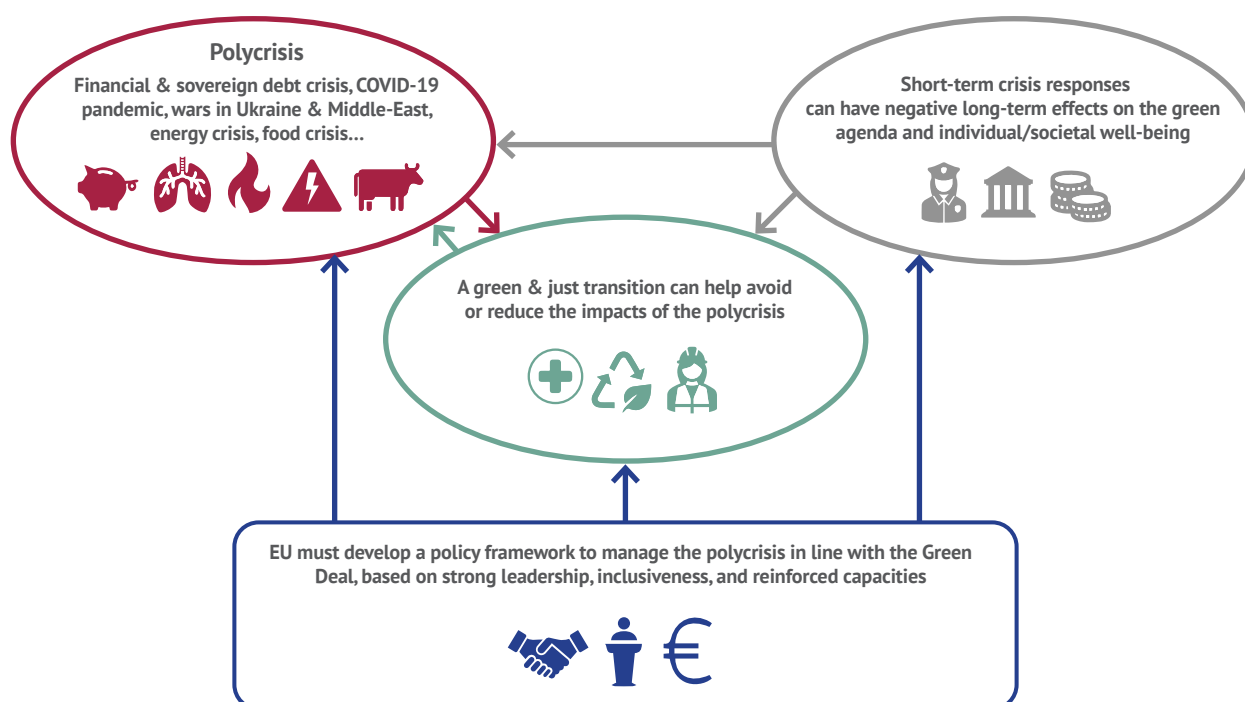 Polycrisis
Financial & sovereign debt crisis, COVID-19
pandemic, wars in Ukraine & Middle-East,
energy crisis, food crisis...
Short-term crisis responses
can have negative long-term effects on the green
agenda and individual/societal well-being
A green & just transition can help avoid
or reduce the impacts of the polycrisis
EU must develop a policy framework to manage the polycrisis in line with the Green
Deal, based on strong leadership, inclusiveness, and reinforced capacities
€